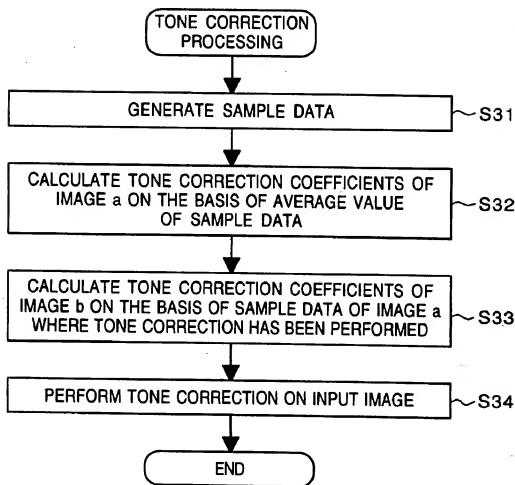 TONE CORRECTION
PROCESSING
GENERATE SAMPLE DATA
S31
CALCULATE TONE CORRECTION COEFFICIENTS OF
IMAGE a ON THE BASIS OF AVERAGE VALUE
OF SAMPLE DATA
S32
CALCULATE TONE CORRECTION COEFFICIENTS OF
IMAGE b ON THE BASIS OF SAMPLE DATA OF IMAGE a
WHERE TONE CORRECTION HAS BEEN PERFORMED
S33
PERFORM TONE CORRECTION ON INPUT IMAGE
S34
END